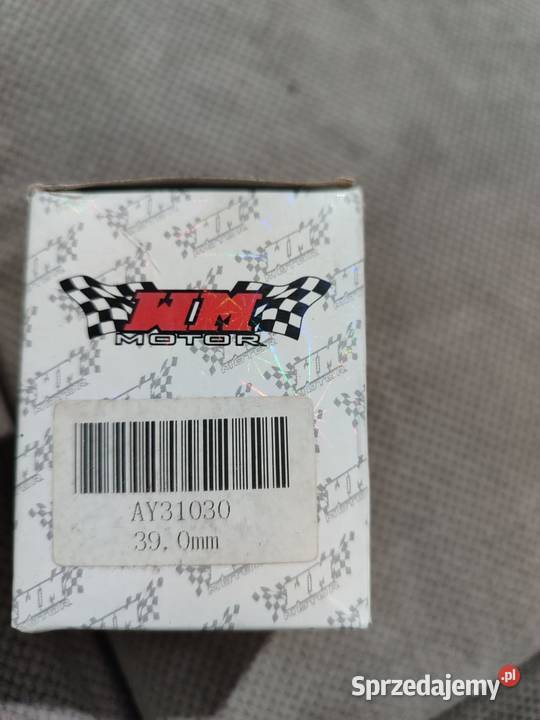 WM
MOTOR
AY31030
39.0mm
Sprzedajemy.pl